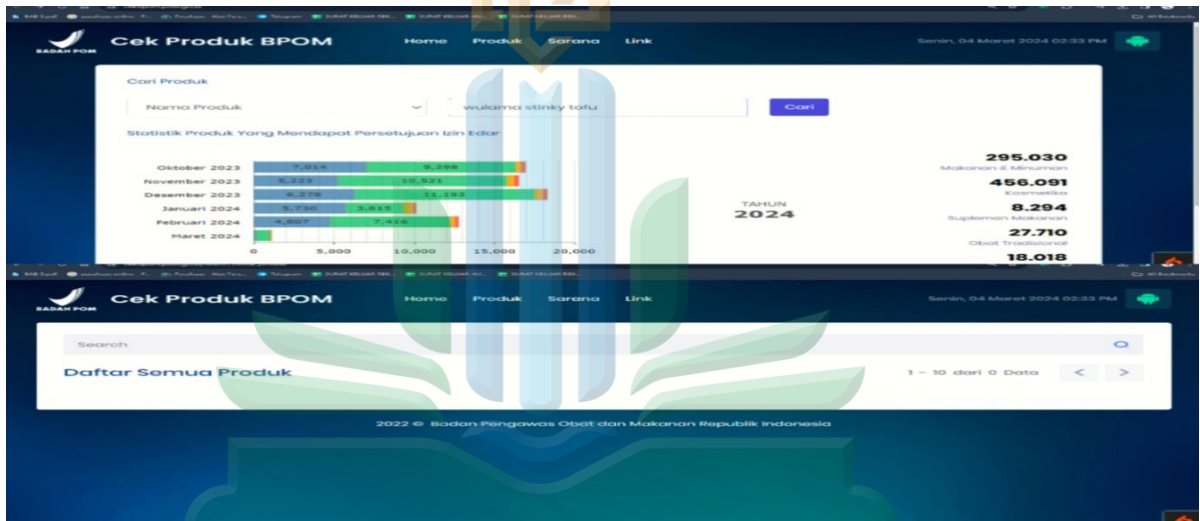 BADAN POM
Cek Produk BPOM
Home Produk Sarana Link
Senin, 04 Maret 2024 02:33 PM
Cari Produk
Nama Produk
wulama stinky tofu
Cari
Statistik Produk Yang Mendapat Persetujuan Izin Edar
Oktober 2023 7,014 9,298
November 2023 5,223 10,521
Desember 2023 6,278 11,193
Januari 2024 5,730 3,615
Februari 2024 4,807 7,416
Maret 2024
0 5,000 10,000 15,000 20,000
TAHUN
2024
295.030
Makanan & Minuman
456.091
Kosmetika
8.294
Suplemen Makanan
27.710
Obat Tradisional
18.018
BADAN POM
Cek Produk BPOM
Home Produk Sarana Link
Senin, 04 Maret 2024 02:33 PM
Search
Daftar Semua Produk
1 - 10 dari 0 Data
2022 © Badan Pengawas Obat dan Makanan Republik Indonesia